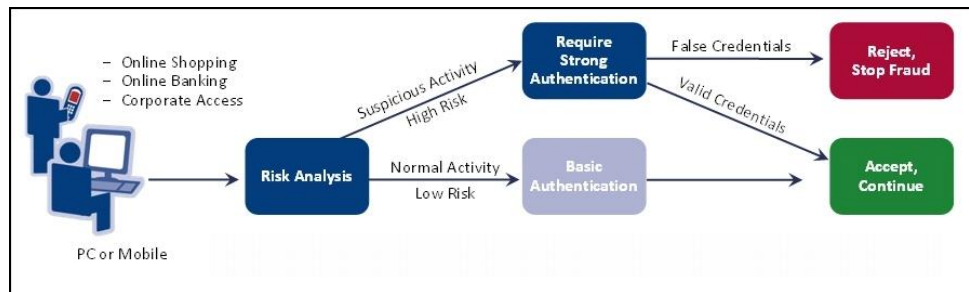 – Online Shopping
– Online Banking
– Corporate Access
PC or Mobile
Risk Analysis
Suspicious Activity
High Risk
Normal Activity
Low Risk
Require
Strong
Authentication
Basic
Authentication
False Credentials
Valid Credentials
Reject,
Stop Fraud
Accept,
Continue